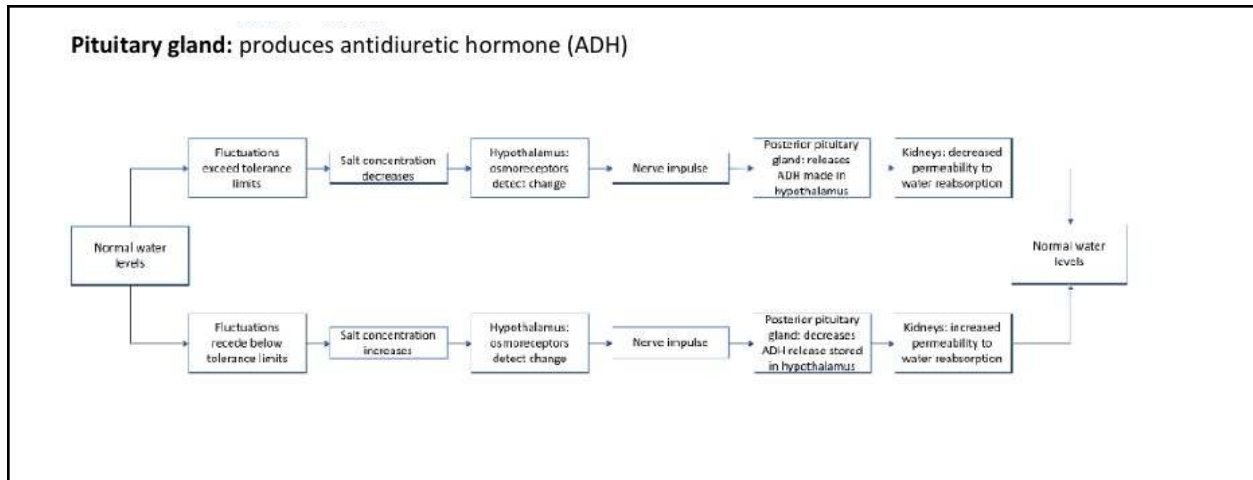 Pituitary gland: produces antidiuretic hormone (ADH)
Fluctuations
exceed tolerance
limits
Salt concentration
decreases
Hypothalamus:
osmoreceptors
detect change
Nerve impulse
Posterior pituitary
gland: releases
ADH made in
hypothalamus
Kidneys: decreased
permeability to
water reabsorption
Normal water
levels
Normal water
levels
Fluctuations
recede below
tolerance limits
Salt concentration
increases
Hypothalamus:
osmoreceptors
detect change
Nerve impulse
Posterior pituitary
gland: decreases
ADH release stored
in hypothalamus
Kidneys: increased
permeability to
water reabsorption